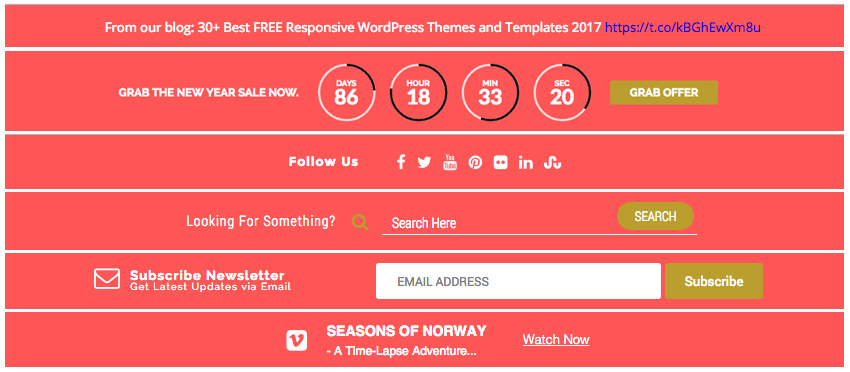 From our blog: 30+ Best FREE Responsive WordPress Themes and Templates 2017 https://t.co/kBGhEwXm8u
GRAB THE NEW YEAR SALE NOW. DAYS 86 HOUR 18 MIN 33 SEC 20 GRAB OFFER
Follow Us You Tube in
Looking For Something? Search Here SEARCH
Subscribe Newsletter
Get Latest Updates via Email
EMAIL ADDRESS Subscribe
SEASONS OF NORWAY
- A Time-Lapse Adventure...
Watch Now